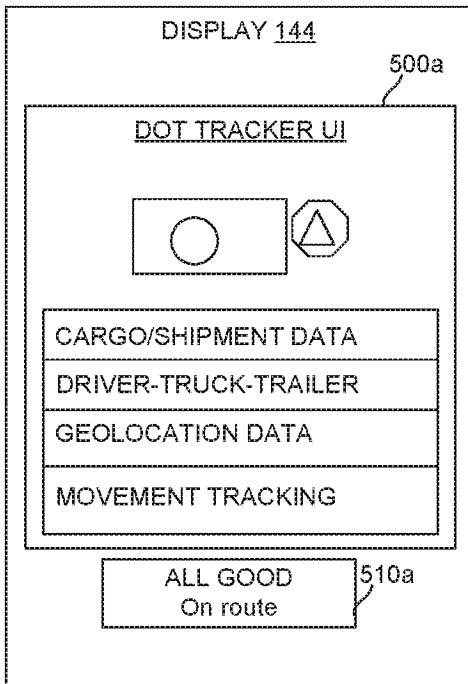 DISPLAY 144
500a
DOT TRACKER UI
CARGO/SHIPMENT DATA
DRIVER-TRUCK-TRAILER
GEOLOCATION DATA
MOVEMENT TRACKING
ALL GOOD
510a
On route